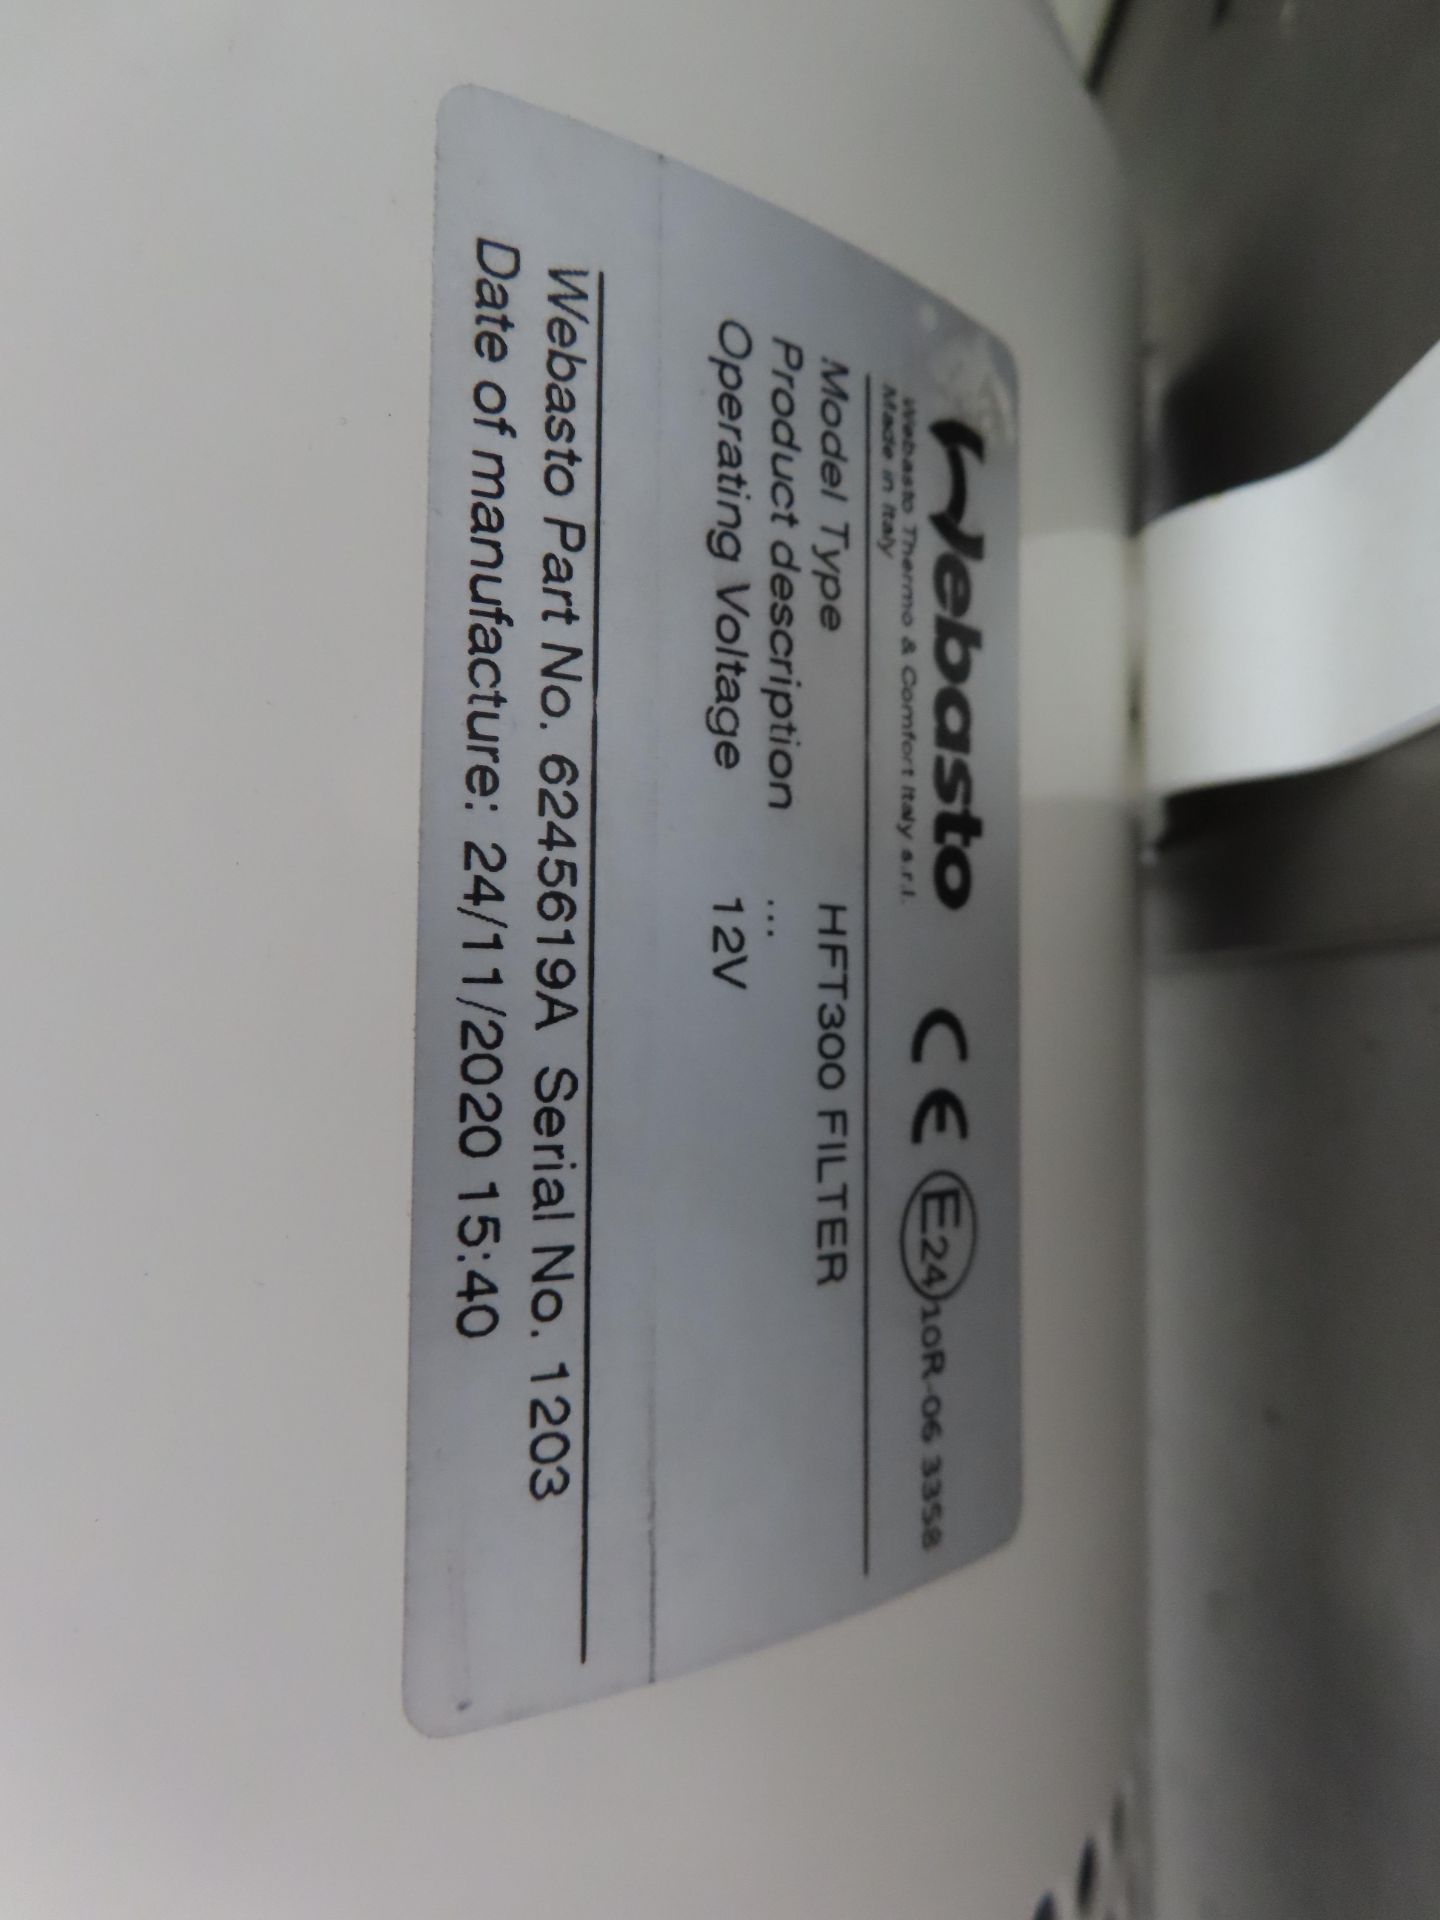 Webasto CE E24 10R-06 3358
Webasto Thermo & Comfort Italy s.r.l.
Made in Italy
Model Type HFT300 FILTER
Product description ...
Operating Voltage 12V
Webasto Part No. 6245619A Serial No. 1203
Date of manufacture: 24/11/2020 15:40